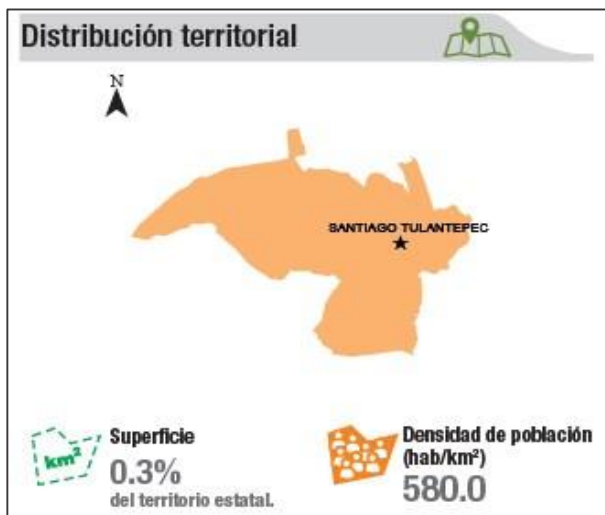 Distribución territorial
N
SANTIAGO TULANTEPEC
km²
Superficie
0.3%
del territorio estatal.
Densidad de población
(hab/km²)
580.0